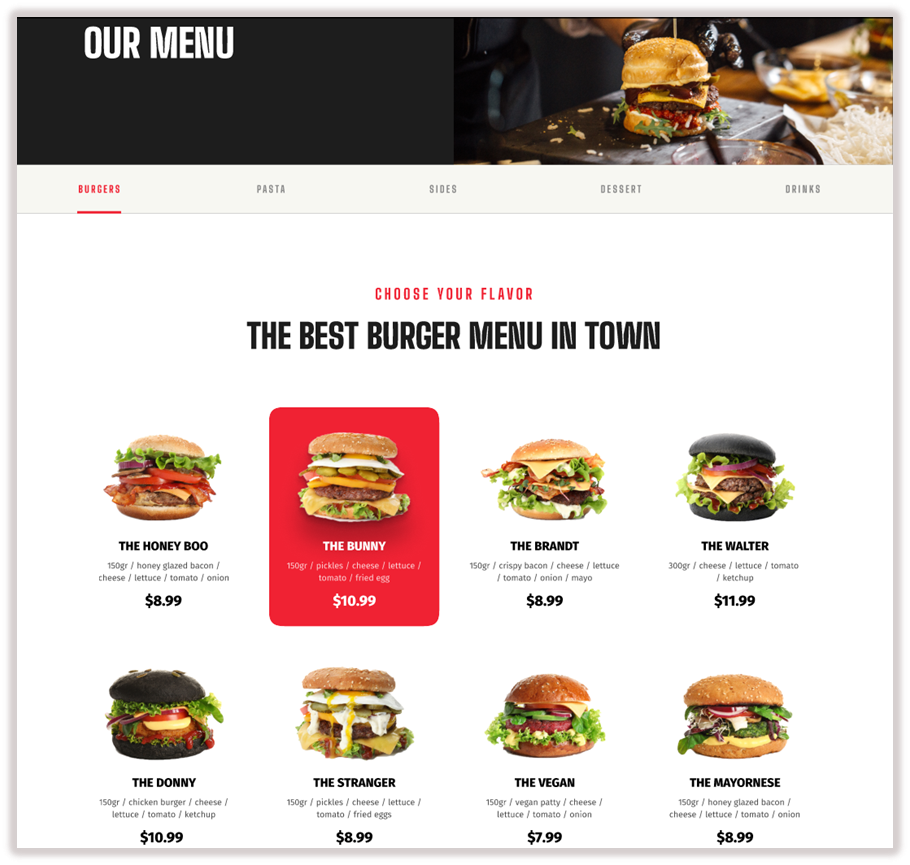 OUR MENU
BURGERS
PASTA
SIDES
DESSERT
DRINKS
CHOOSE YOUR FLAVOR
THE BEST BURGER MENU IN TOWN
THE HONEY BOO
150gr / honey glazed bacon /
cheese / lettuce / tomato / onion
$8.99
THE BUNNY
150gr / pickles / cheese / lettuce /
tomato / fried egg
$10.99
THE BRANDT
150gr / crispy bacon / cheese / lettuce
/ tomato / onion / mayo
$8.99
THE WALTER
300gr / cheese / lettuce / tomato
/ ketchup
$11.99
THE DONNY
150gr / chicken burger / cheese /
lettuce / tomato / ketchup
$10.99
THE STRANGER
150gr / pickles / cheese / lettuce /
tomato / fried eggs
$8.99
THE VEGAN
150gr / vegan patty / cheese /
lettuce / tomato / onion
$7.99
THE MAYORNESE
150gr / honey glazed bacon /
cheese / lettuce / tomato / onion
$8.99